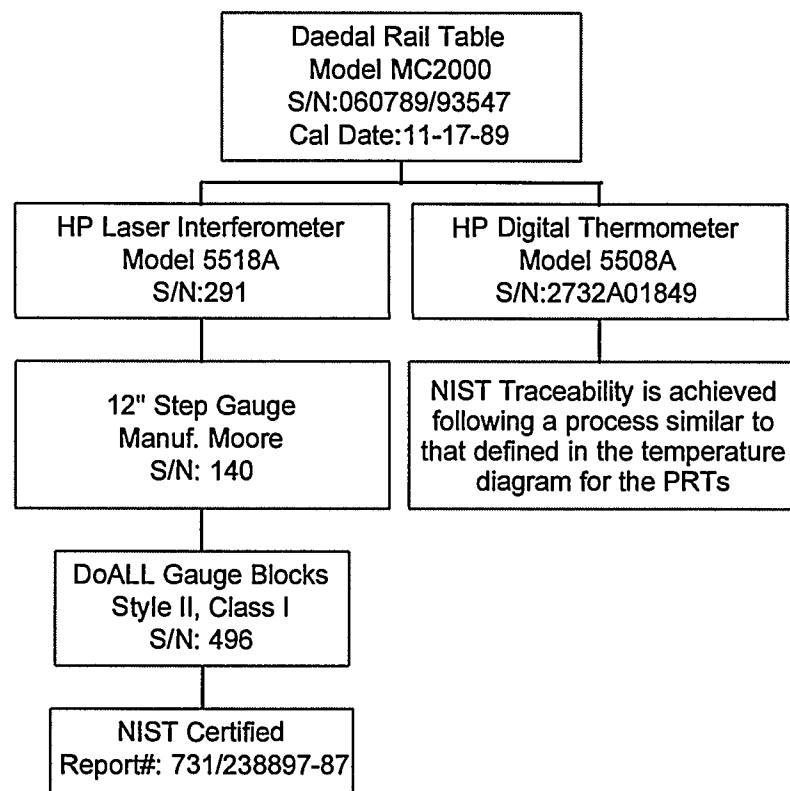 Daedal Rail Table
Model MC2000
S/N:060789/93547
Cal Date:11-17-89
HP Laser Interferometer
Model 5518A
S/N:291
HP Digital Thermometer
Model 5508A
S/N:2732A01849
12" Step Gauge
Manuf. Moore
S/N: 140
NIST Traceability is achieved
following a process similar to
that defined in the temperature
diagram for the PRTs
DoALL Gauge Blocks
Style II, Class I
S/N: 496
NIST Certified
Report#: 731/238897-87